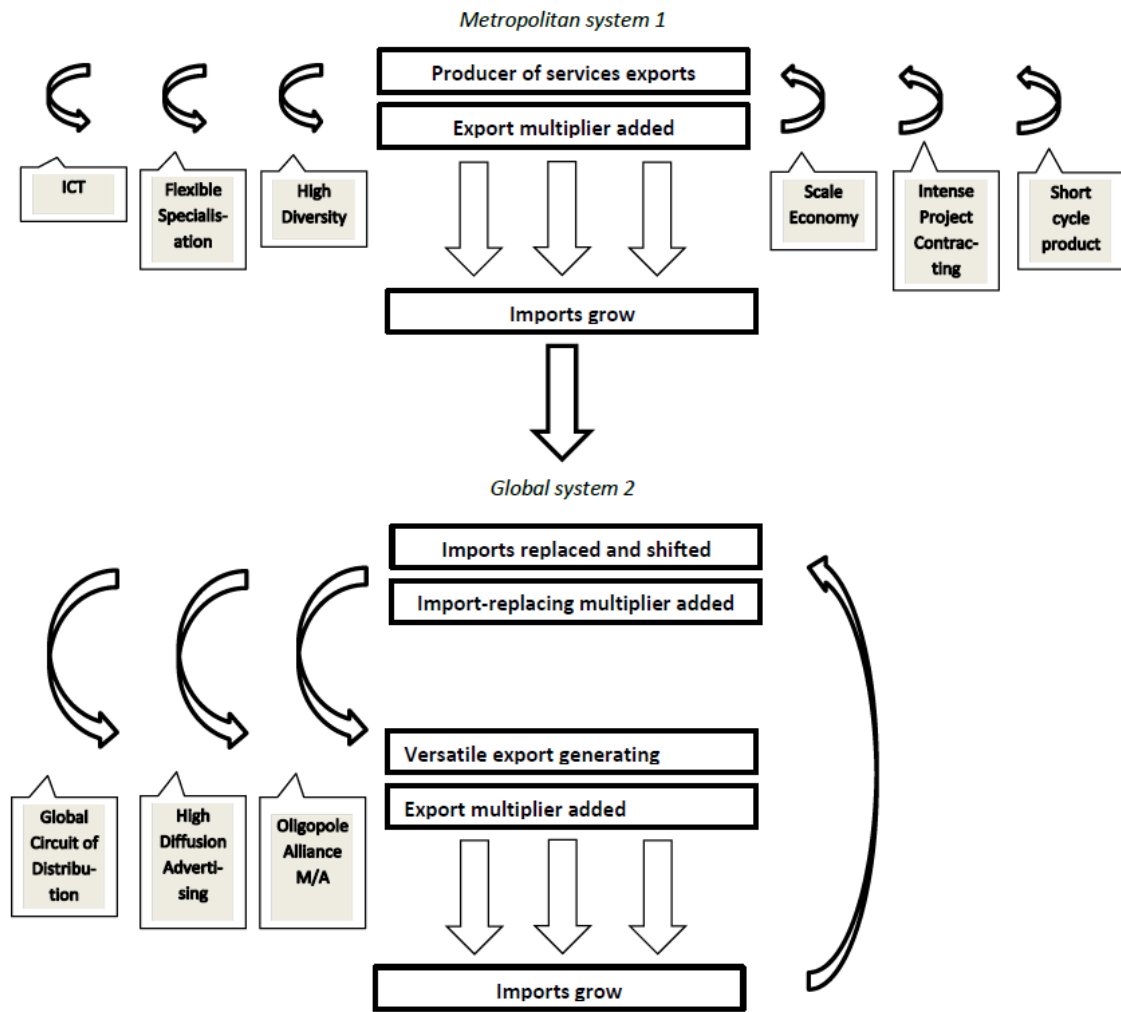 Metropolitan system 1
Producer of services exports
Export multiplier added
ICT
Flexible
Specialis-
ation
High
Diversity
Scale
Economy
Intense
Project
Contrac-
ting
Short
cycle
product
Imports grow
Global system 2
Imports replaced and shifted
Import-replacing multiplier added
Versatile export generating
Export multiplier added
Global
Circuit of
Distribu-
tion
High
Diffusion
Adverti-
sing
Oligopole
Alliance
M/A
Imports grow